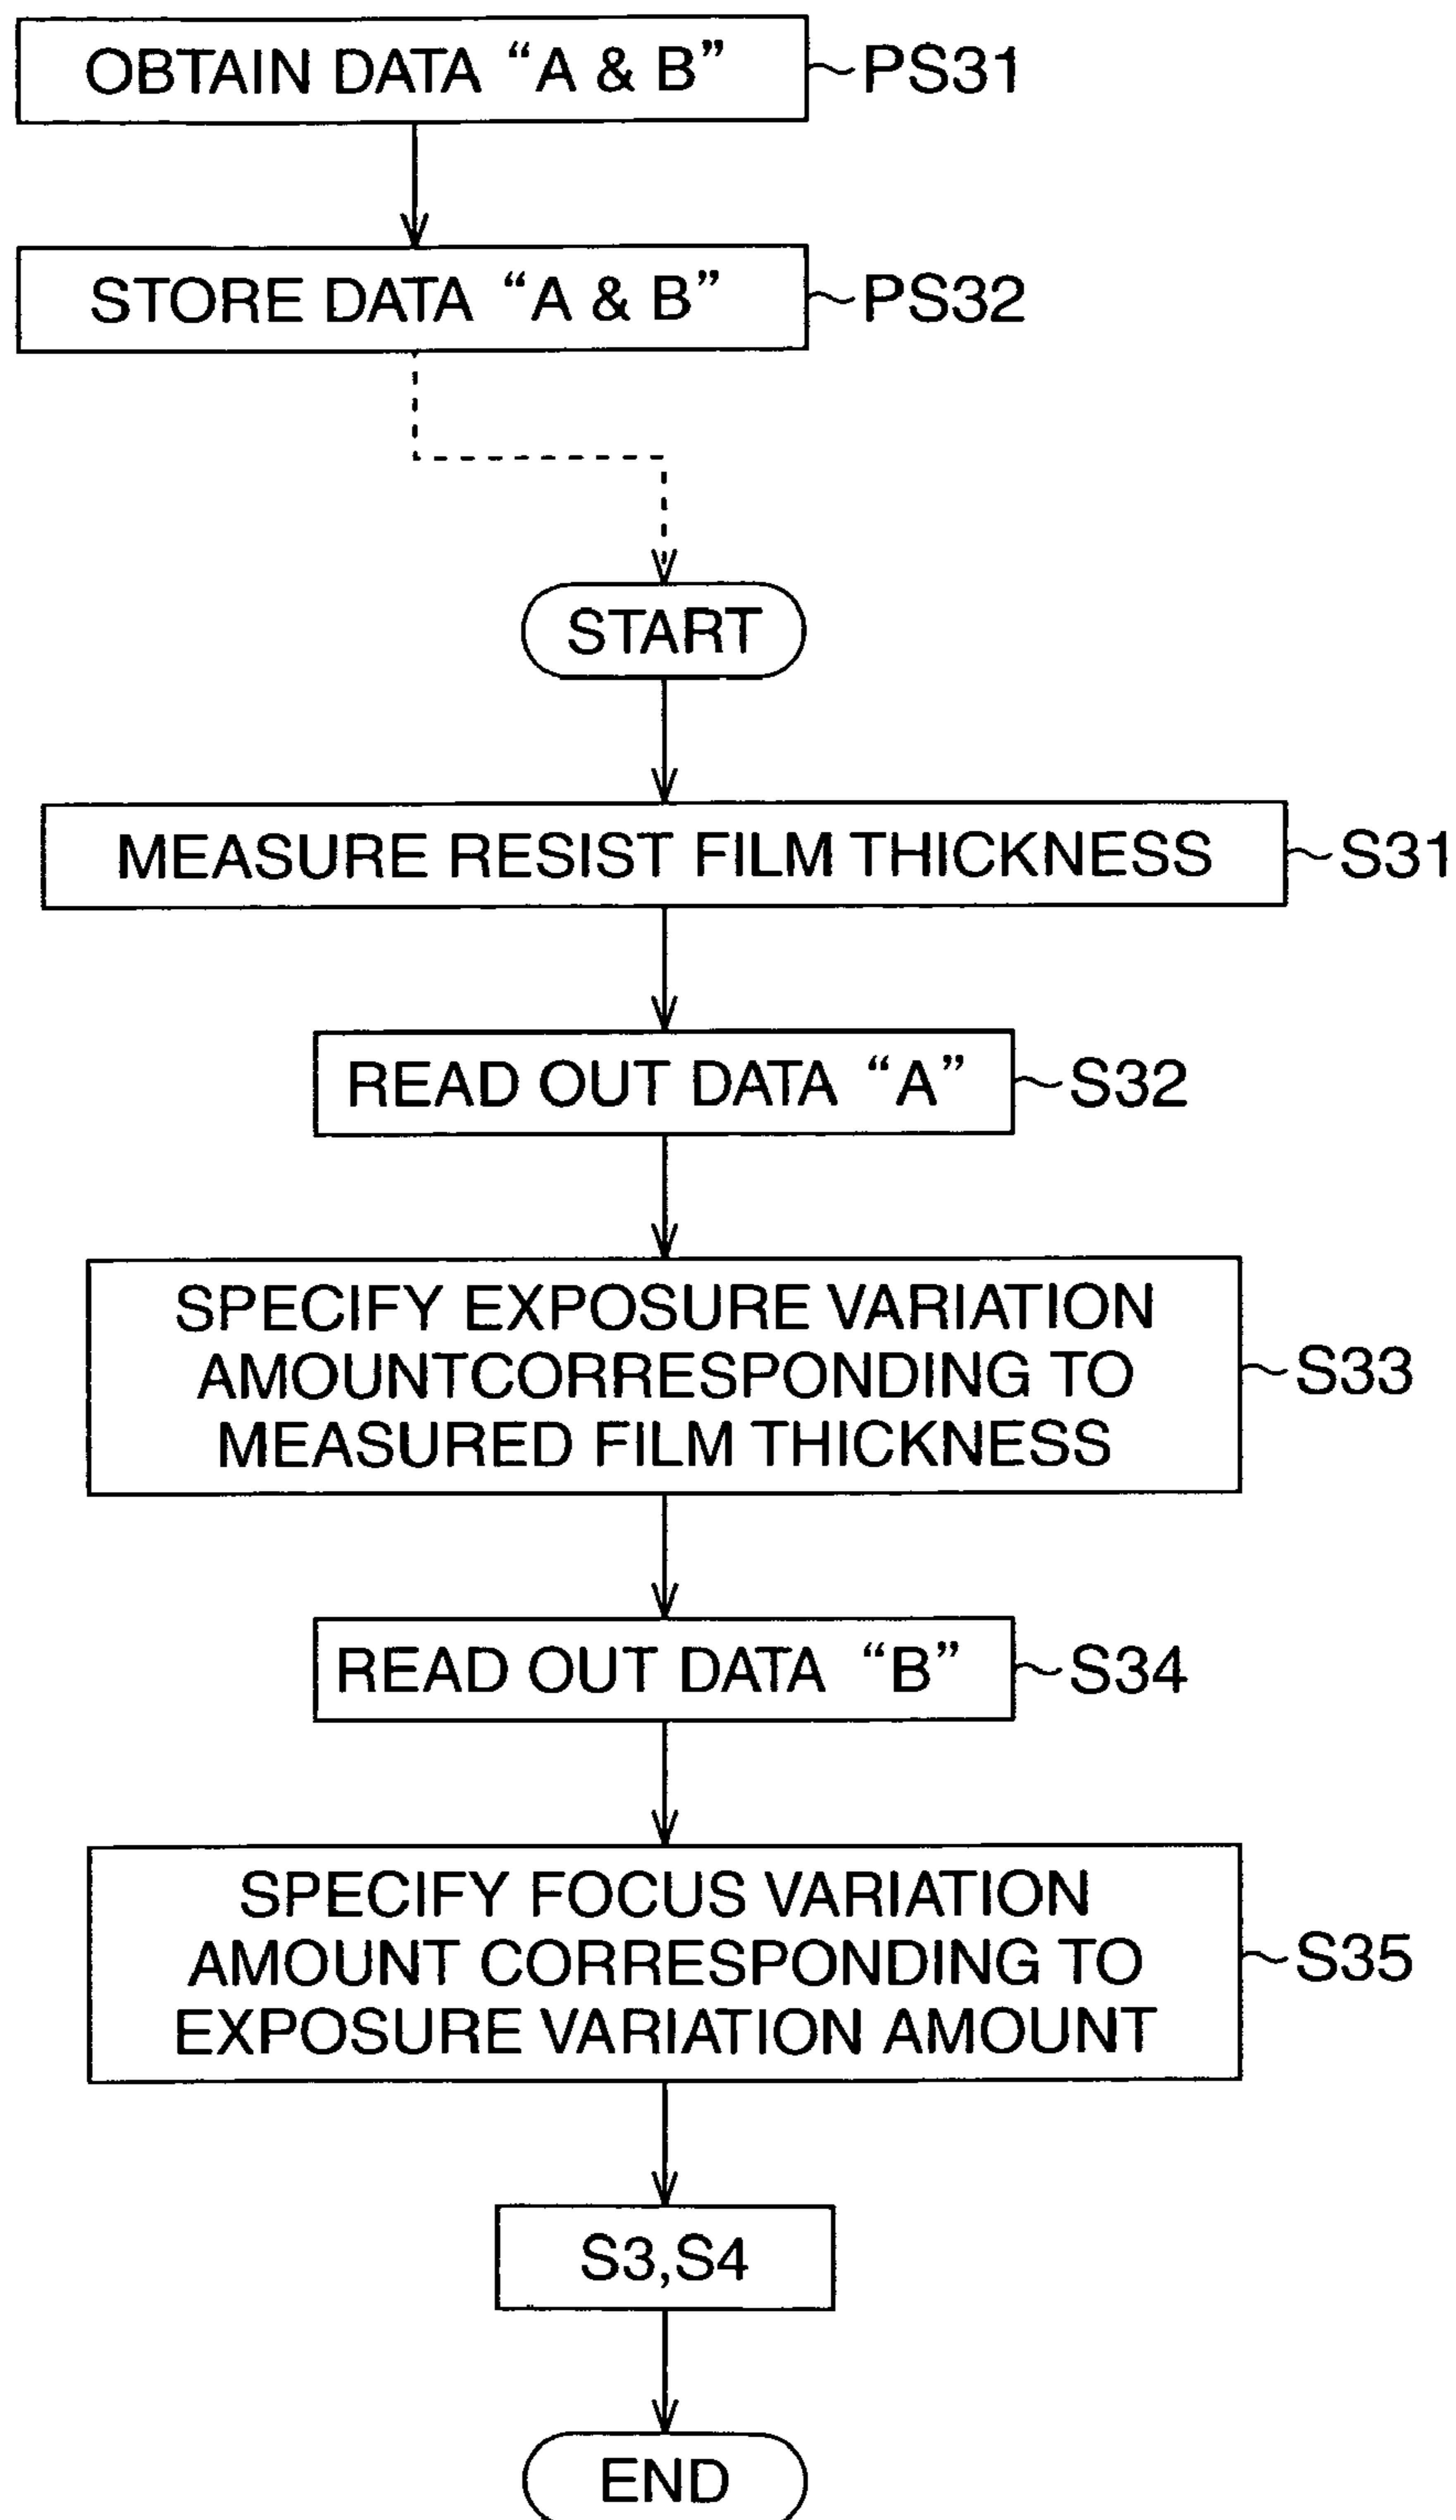 OBTAIN DATA “A & B” PS31
STORE DATA “A & B” PS32
START
MEASURE RESIST FILM THICKNESS S31
READ OUT DATA “A” S32
SPECIFY EXPOSURE VARIATION
AMOUNTCORRESPONDING TO S33
MEASURED FILM THICKNESS
READ OUT DATA “B” S34
SPECIFY FOCUS VARIATION
AMOUNT CORRESPONDING TO S35
EXPOSURE VARIATION AMOUNT
S3,S4
END